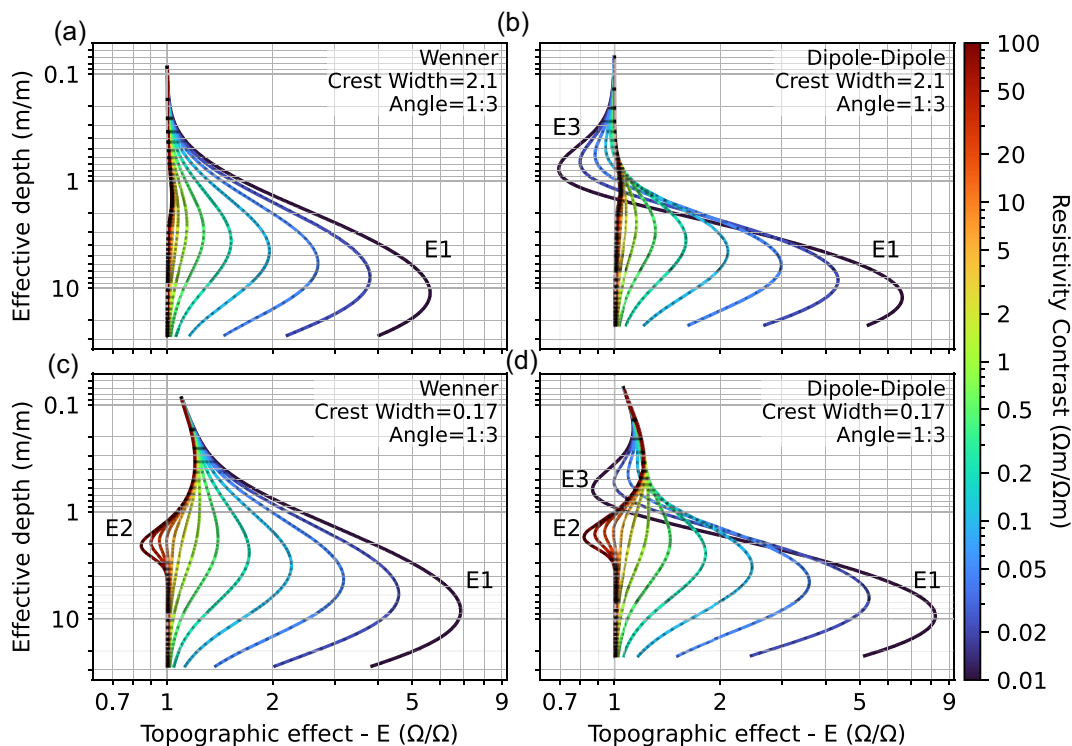 (a)
Wenner
Crest Width=2.1
Angle=1:3
E1
0.1
1
10
Effective depth (m/m)
(b)
Dipole-Dipole
Crest Width=2.1
Angle=1:3
E3
E1
(c)
Wenner
Crest Width=0.17
Angle=1:3
E2
E1
0.1
1
10
Effective depth (m/m)
0.7
1
2
5
9
Topographic effect - E (Ω/Ω)
(d)
Dipole-Dipole
Crest Width=0.17
Angle=1:3
E3
E2
E1
0.7
1
2
5
9
Topographic effect - E (Ω/Ω)
100
50
20
10
5
2
1
0.5
0.2
0.1
0.05
0.02
0.01
Resistivity Contrast (Ωm/Ωm)